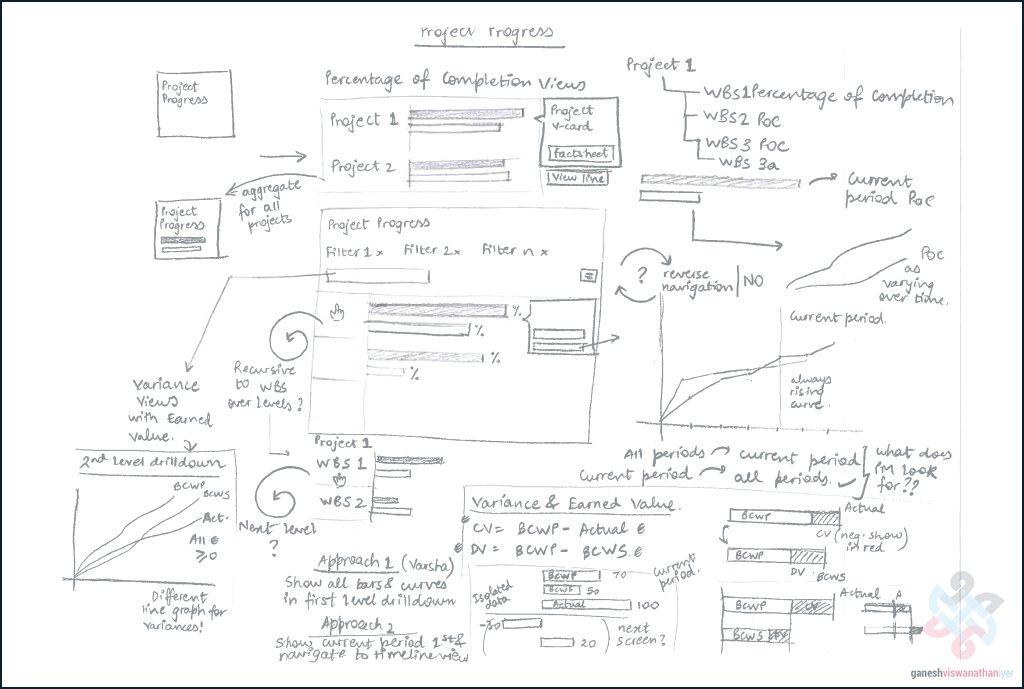 Project Progress
Project
Progress
Percentage of Completion Views
Project 1
Project 2
Project
V-card
factsheet
View line
Project 1
WBS 1 Percentage of Completion
WBS 2 PoC
WBS 3 PoC
WBS 3a
Current
period PoC
aggregate
for all
projects
Project
Progress
Project Progress
Filter 1 x
Filter 2 x
Filter n x
%
%
%
%
?
reverse
navigation
NO
PoC
as
varying
over time.
Current period.
always
rising
curve.
Recursive
to WBS
over levels?
Variance
Views
with Earned
Value.
2nd level drilldown
BCWP
BCWS
Act.
All €
≥0
Different
line graph for
variances!
Project 1
WBS 1
WBS 2
Next level
?
Approach 1 (Varsha)
Show all bars & curves
in first level drilldown
Approach 2
Show current period 1st &
navigate to timeline view
All periods → current period
Current period → all periods. ✓
What does
PM look
for??
Variance & Earned Value.
CV = BCWP - Actual €
DV = BCWP - BCWS. €
Isolated
data
BCWP 70
BCWS 50
Actual 100
Current
period.
-30
20
next
screen?
BCWP
Actual
CV (neg. show)
in red
BCWP
DV
BCWS
BCWP
Actual
BCWS
ganeshviswanathaniyer